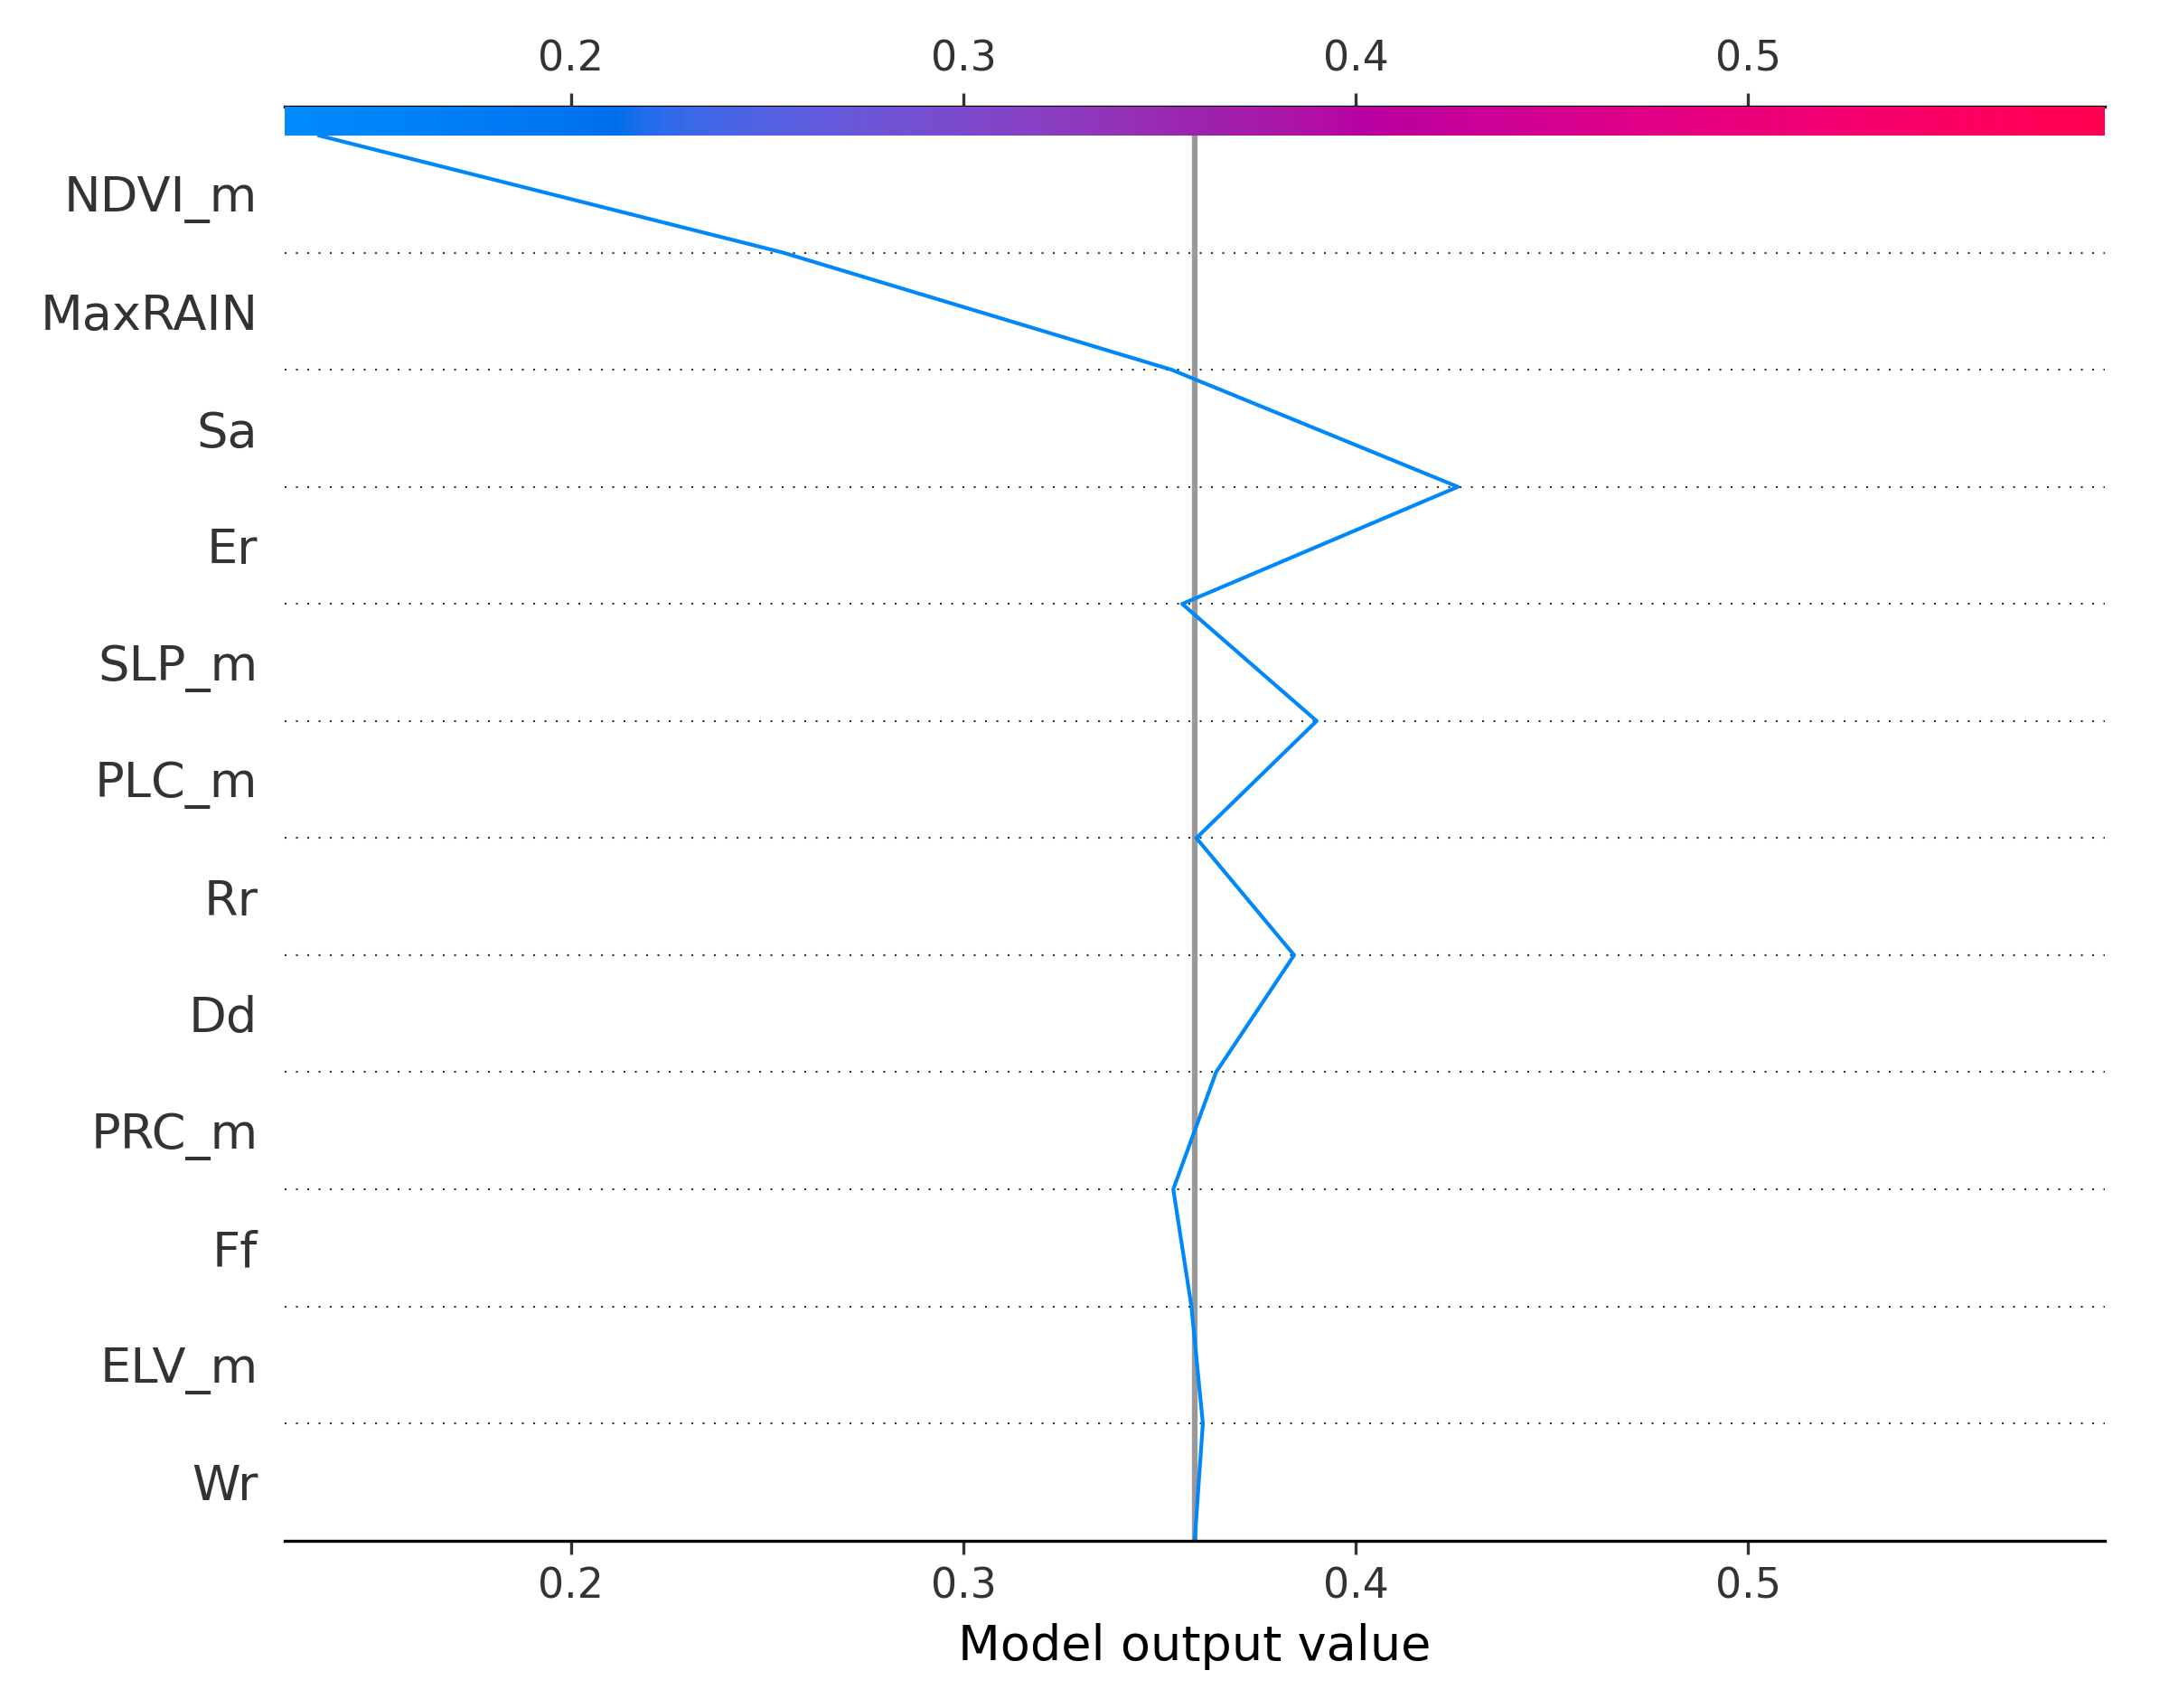 0.2 0.3 0.4 0.5
NDVI_m
MaxRAIN
Sa
Er
SLP_m
PLC_m
Rr
Dd
PRC_m
Ff
ELV_m
Wr
0.2 0.3 0.4 0.5
Model output value